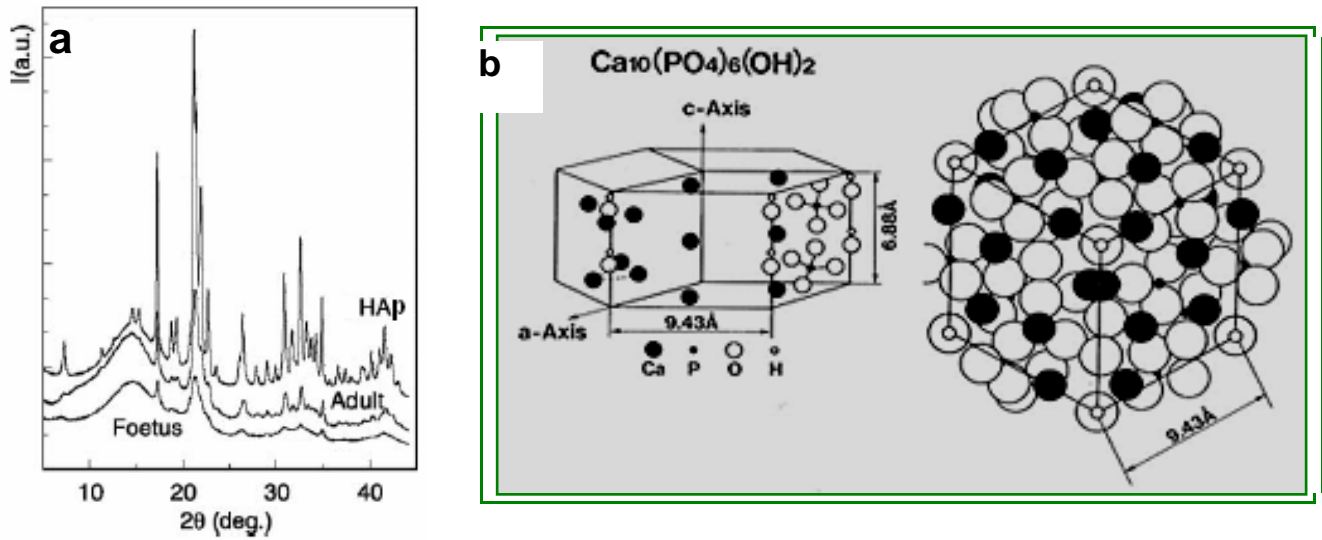 a
I(a.u.)
HAp
Adult
Foetus
10 20 30 40
2θ (deg.)
b
Ca10(PO4)6(OH)2
c-Axis
6.88Å
a-Axis
9.43Å
Ca P O H
9.43Å